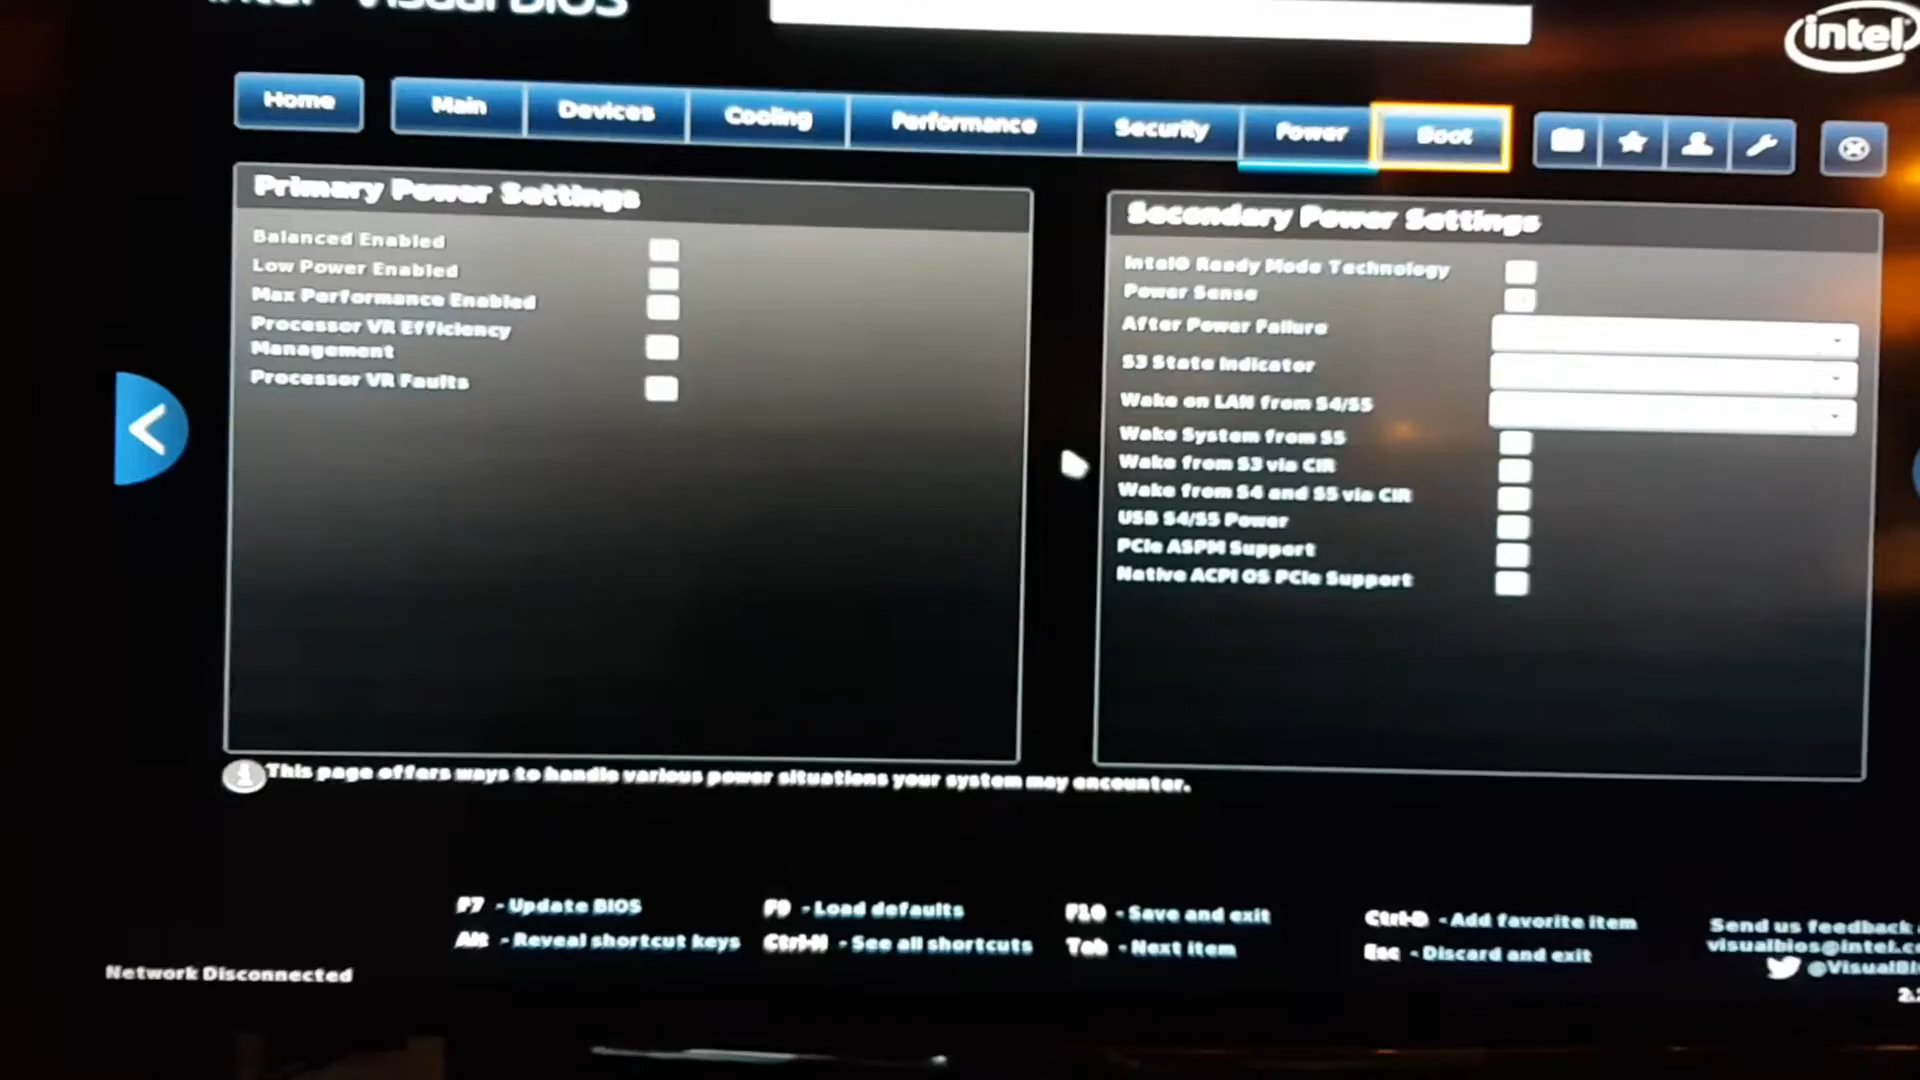 Intel® Visual BIOS
intel
Home
Main
Devices
Cooling
Performance
Security
Power
Boot
Primary Power Settings
Balanced Enabled
Low Power Enabled
Max Performance Enabled
Processor VR Efficiency
Management
Processor VR Faults
Secondary Power Settings
Intel® Ready Mode Technology
Power Sense
After Power Failure
S3 State Indicator
Wake on LAN from S4/S5
Wake System from S5
Wake from S3 via CIR
Wake from S4 and S5 via CIR
USB S4/S5 Power
PCIe ASPM Support
Native ACPI OS PCIe Support
This page offers ways to handle various power situations your system may encounter.
F7 - Update BIOS
F9 - Load defaults
F10 - Save and exit
Ctrl-D - Add favorite item
Alt - Reveal shortcut keys
Ctrl-H - See all shortcuts
Tab - Next item
Esc - Discard and exit
Send us feedback
visualbios@intel.c
@VisualBI
Network Disconnected